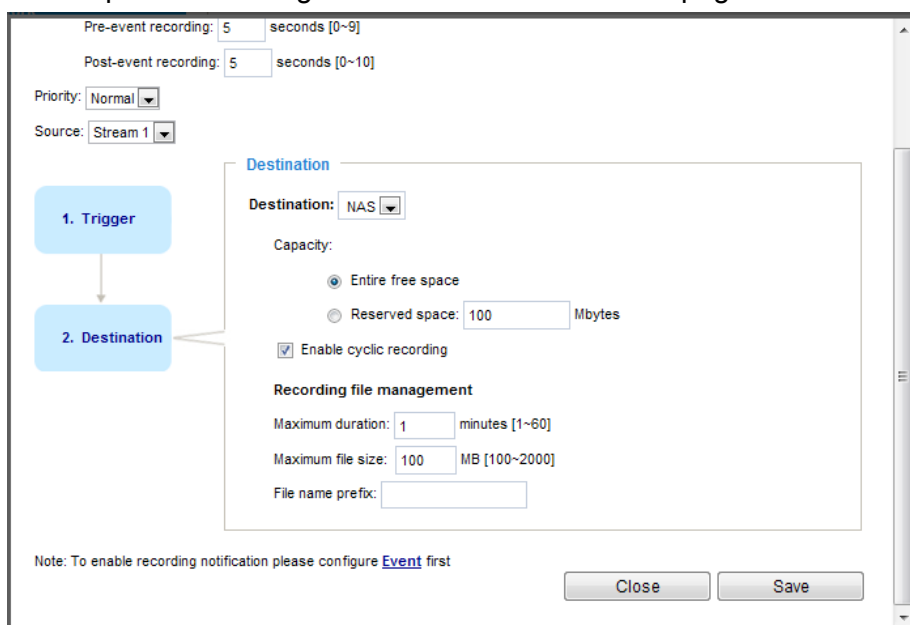 Pre-event recording: 5 seconds [0~9]
Post-event recording: 5 seconds [0~10]
Priority: Normal
Source: Stream 1
Destination
1. Trigger
Destination: NAS
Capacity:
Entire free space
Reserved space: 100 Mbytes
2. Destination
Enable cyclic recording
Recording file management
Maximum duration: 1 minutes [1~60]
Maximum file size: 100 MB [100~2000]
File name prefix:
Note: To enable recording notification please configure Event first
Close Save